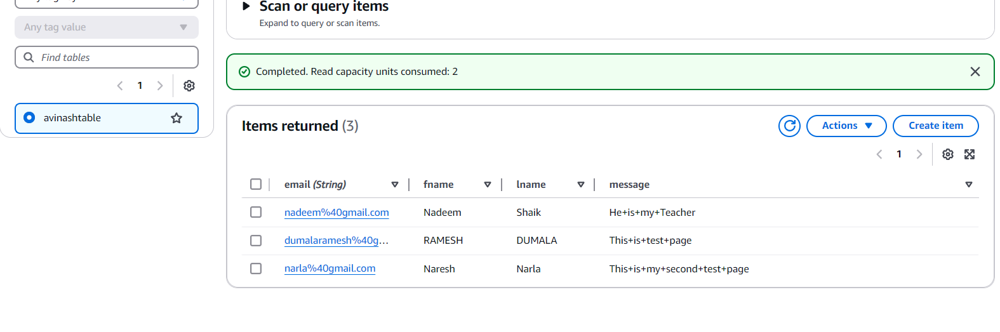 Scan or query items
Expand to query or scan items.
Any tag value
Find tables
1
avinashtable
Completed. Read capacity units consumed: 2
Items returned (3)
Actions
Create item
1
email (String) fname lname message
nadeem%40gmail.com Nadeem Shaik He+is+my+Teacher
dumalaramesh%40g… RAMESH DUMALA This+is+test+page
narla%40gmail.com Naresh Narla This+is+my+second+test+page